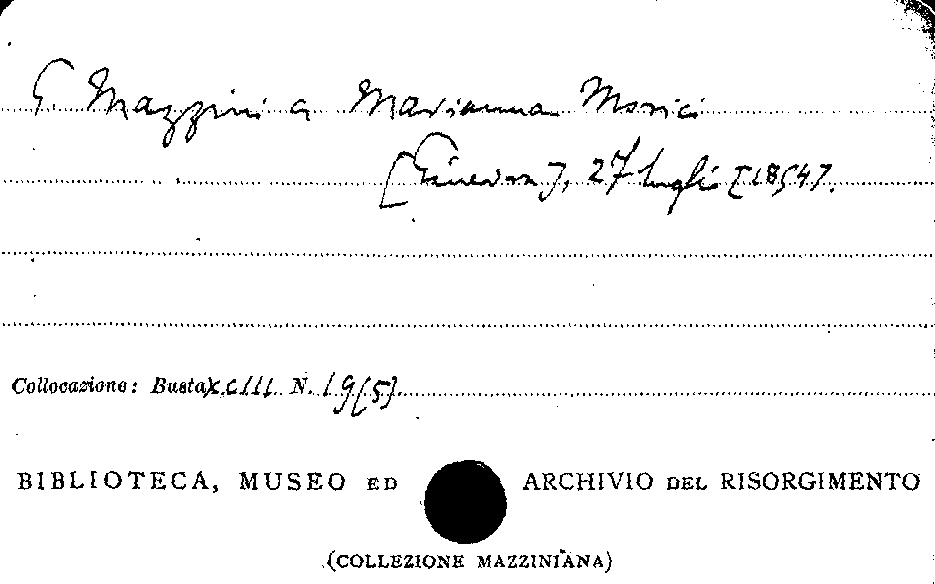 G. Mazzini a Marianna Monici
[Ginevra], 27 luglio [1854].
Collocazione: Busta XCIII N. 19(5).
BIBLIOTECA, MUSEO ED ARCHIVIO DEL RISORGIMENTO
(COLLEZIONE MAZZINIANA)